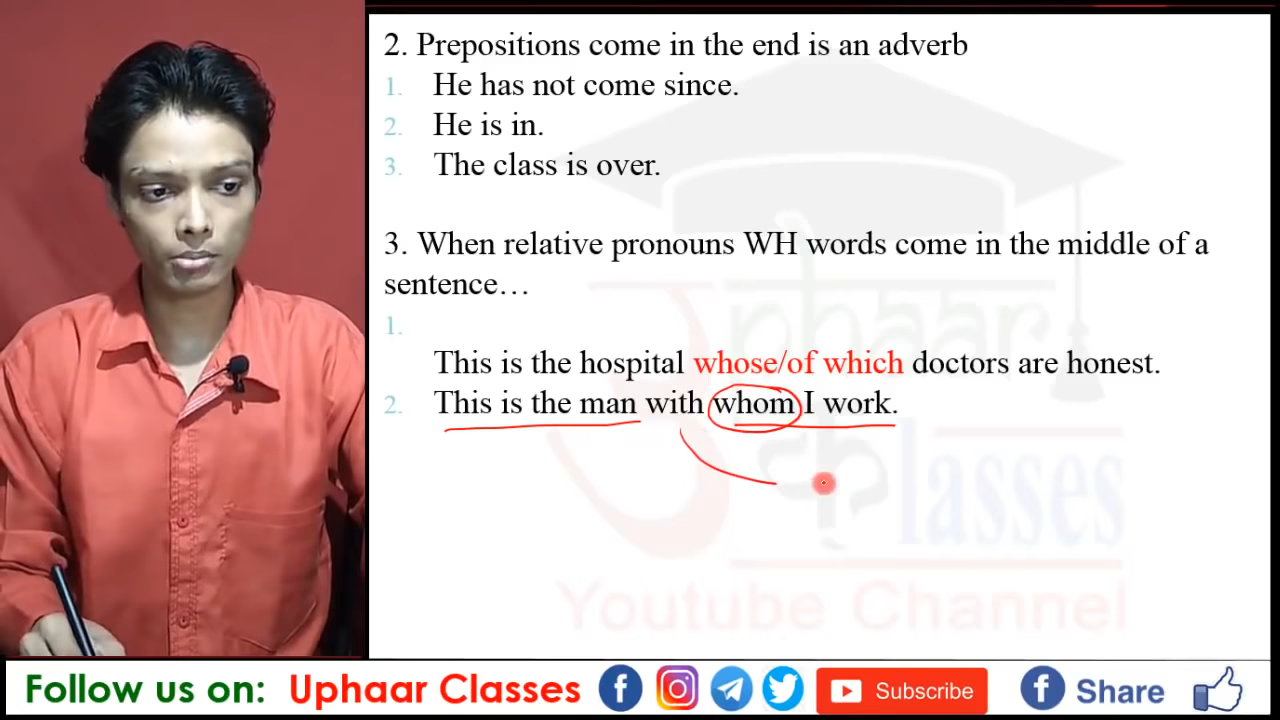 2. Prepositions come in the end is an adverb
1. He has not come since.
2. He is in.
3. The class is over.
3. When relative pronouns WH words come in the middle of a
sentence…
1.
This is the hospital whose/of which doctors are honest.
2. This is the man with whom I work.
Uphaar
क lasses
Youtube Channel
Follow us on: Uphaar Classes Subscribe Share